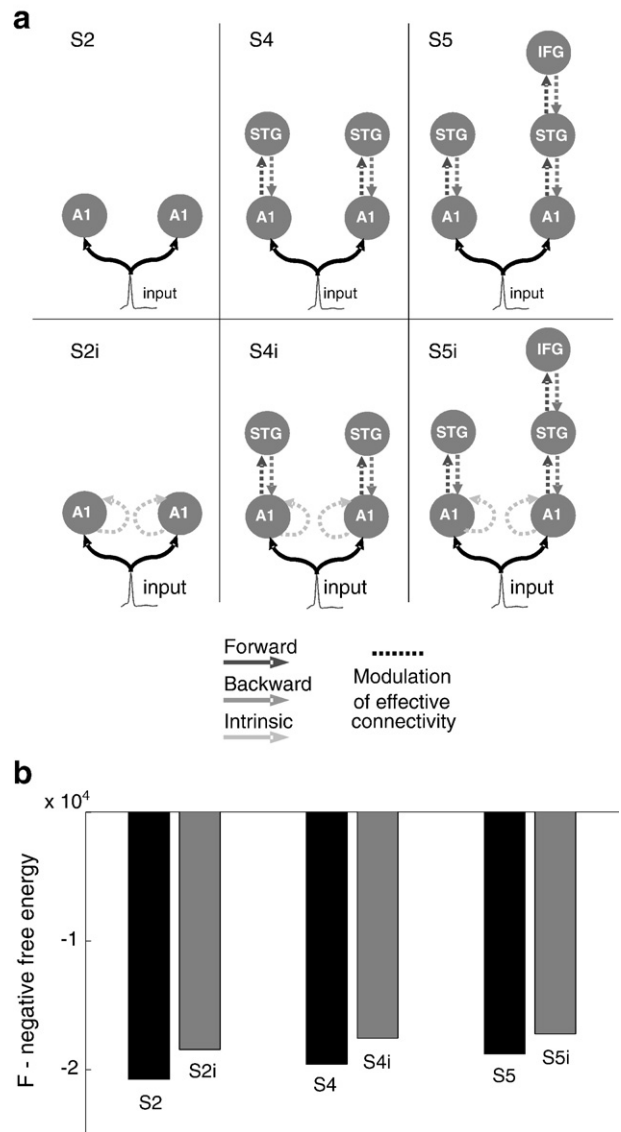 a
S2 S4 S5
IFG
STG STG STG STG
A1 A1 A1 A1 A1 A1
input input input
S2i S4i S5i
IFG
STG STG STG STG
A1 A1 A1 A1 A1 A1
input input input
Forward
Backward
Intrinsic
Modulation
of effective
connectivity
b
x 10⁴
F - negative free energy
-1
-2
S2 S2i S4 S4i S5 S5i